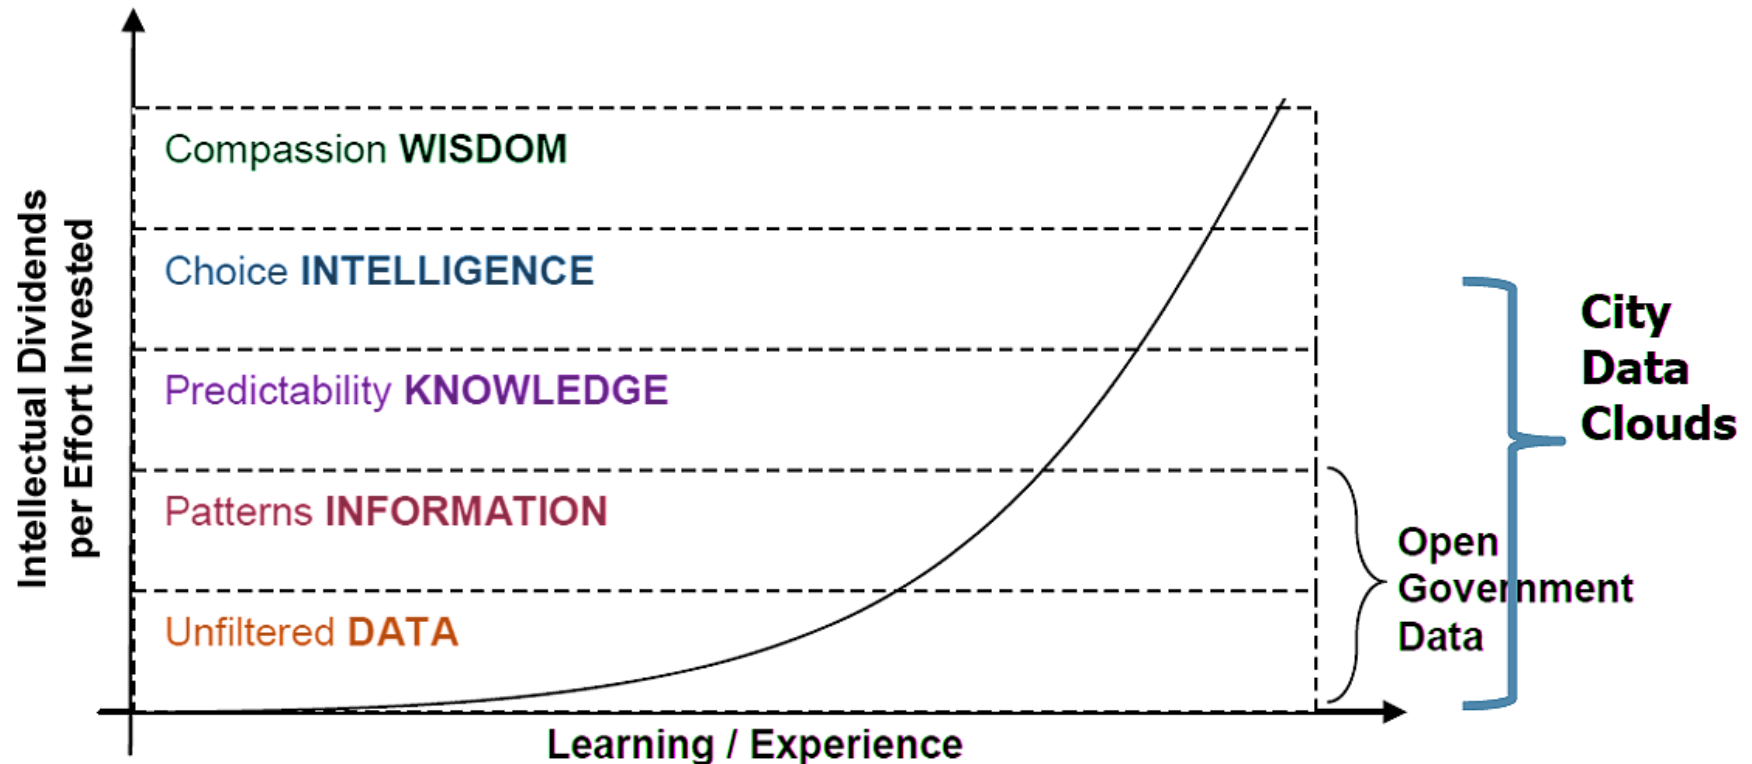 Intellectual Dividends
per Effort Invested
Compassion WISDOM
Choice INTELLIGENCE
Predictability KNOWLEDGE
Patterns INFORMATION
Unfiltered DATA
Learning / Experience
Open
Government
Data
City
Data
Clouds